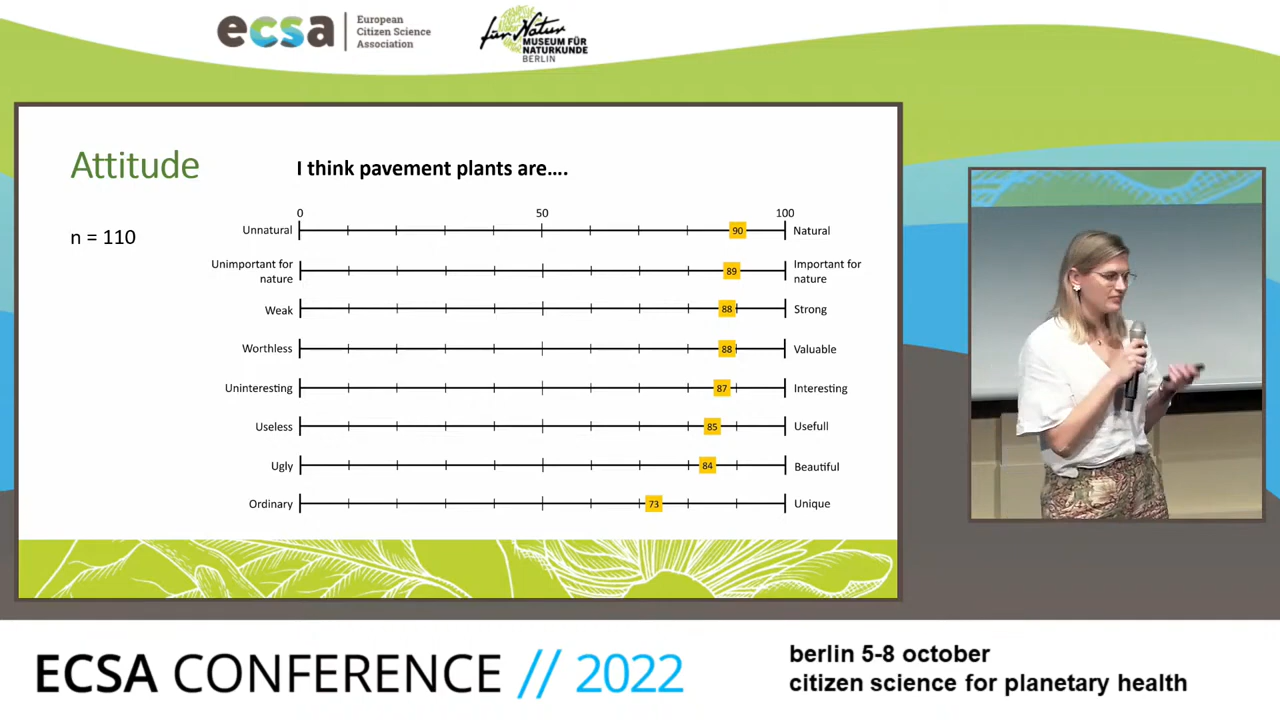 ecsa
European
Citizen Science
Association
für Natur
MUSEUM FÜR
NATURKUNDE
BERLIN
Attitude
I think pavement plants are....
n = 110
0 50 100
Unnatural 90 Natural
Unimportant for
nature
89
Important for
nature
Weak 88 Strong
Worthless 88 Valuable
Uninteresting 87 Interesting
Useless 85 Usefull
Ugly 84 Beautiful
Ordinary 73 Unique
ECSA CONFERENCE // 2022
berlin 5-8 october
citizen science for planetary health